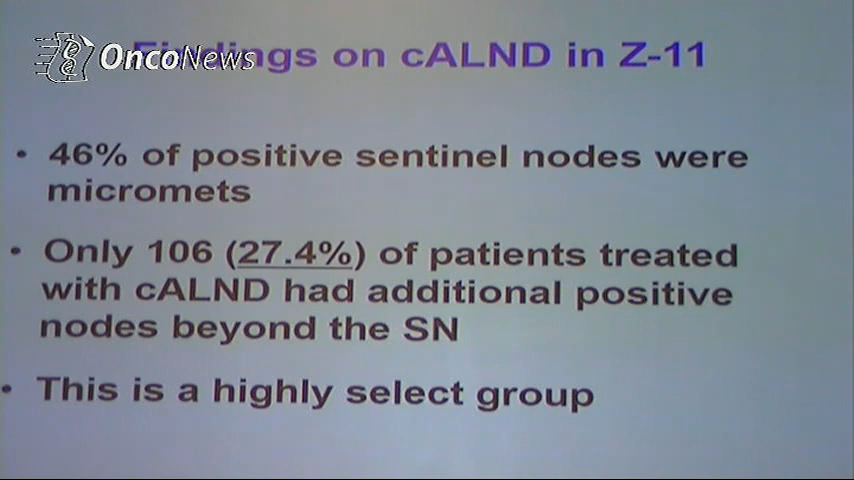 OncoNews
Findings on cALND in Z-11
• 46% of positive sentinel nodes were
micromets
• Only 106 (27.4%) of patients treated
with cALND had additional positive
nodes beyond the SN
• This is a highly select group